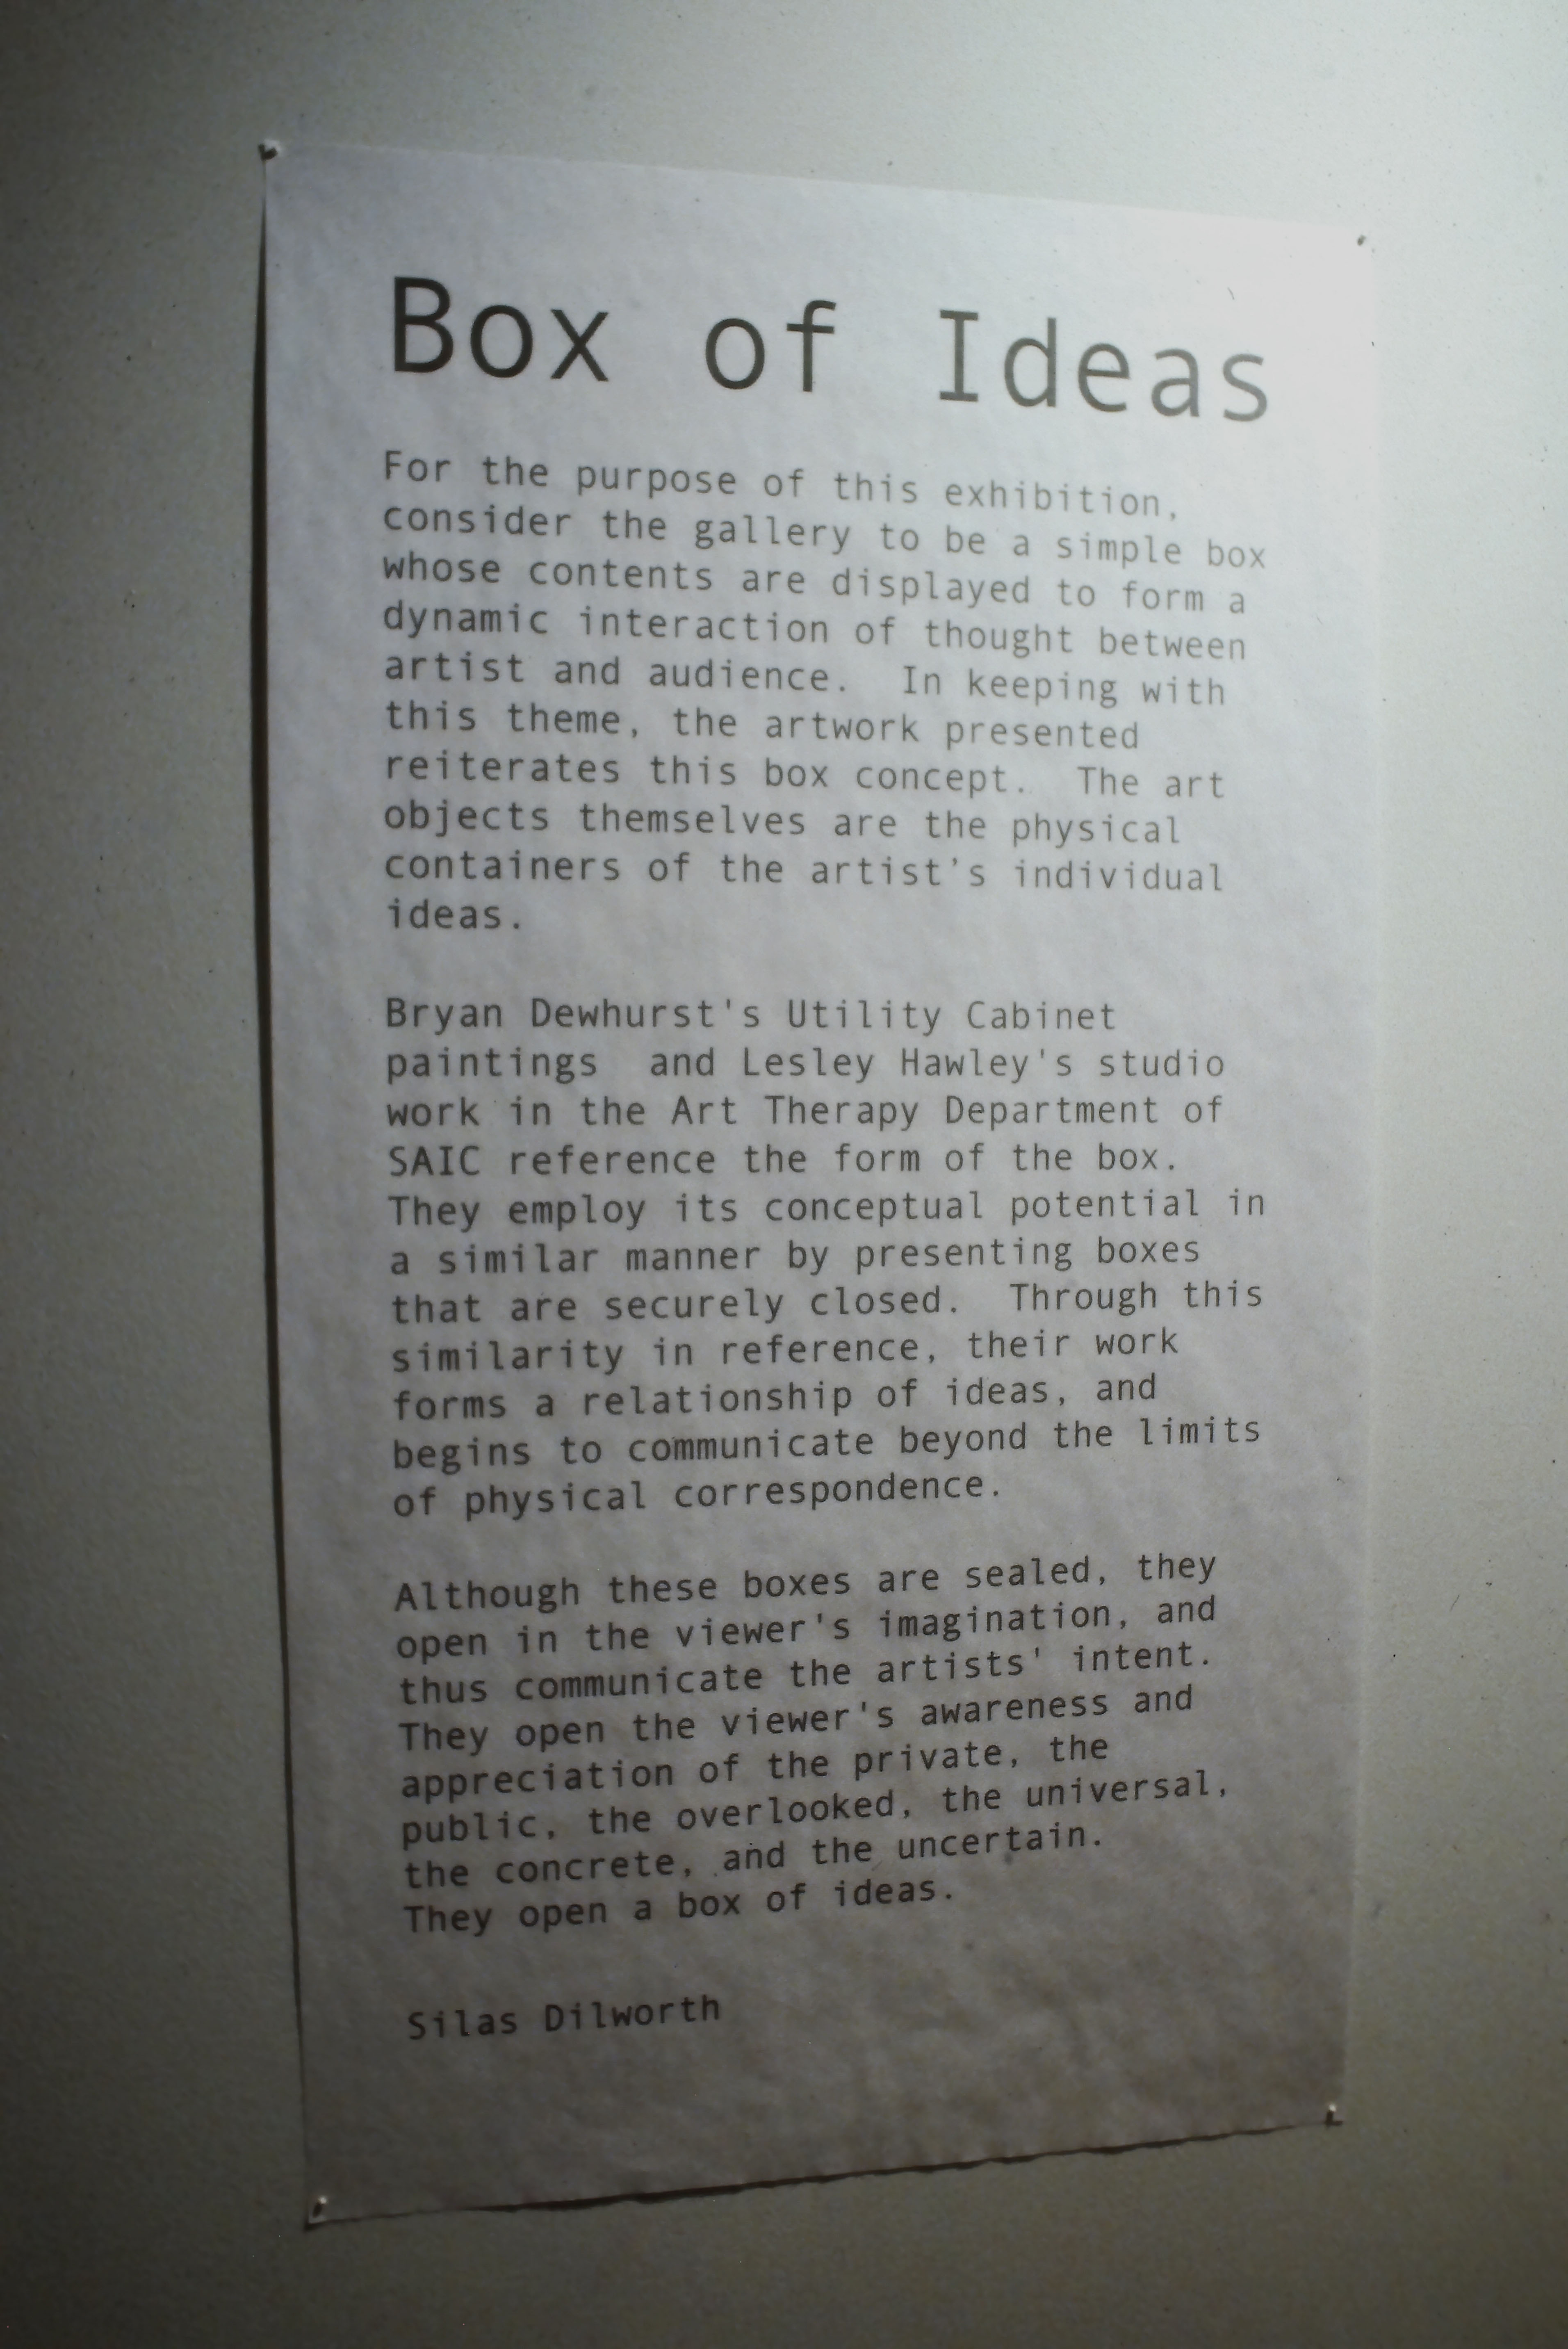 Box of Ideas
For the purpose of this exhibition,
consider the gallery to be a simple box
whose contents are displayed to form a
dynamic interaction of thought between
artist and audience.  In keeping with
this theme, the artwork presented
reiterates this box concept.  The art
objects themselves are the physical
containers of the artist's individual
ideas.
Bryan Dewhurst's Utility Cabinet
paintings  and Lesley Hawley's studio
work in the Art Therapy Department of
SAIC reference the form of the box.
They employ its conceptual potential in
a similar manner by presenting boxes
that are securely closed.  Through this
similarity in reference, their work
forms a relationship of ideas, and
begins to communicate beyond the limits
of physical correspondence.
Although these boxes are sealed, they
open in the viewer's imagination, and
thus communicate the artists' intent.
They open the viewer's awareness and
appreciation of the private, the
public, the overlooked, the universal,
the concrete, and the uncertain.
They open a box of ideas.
Silas Dilworth